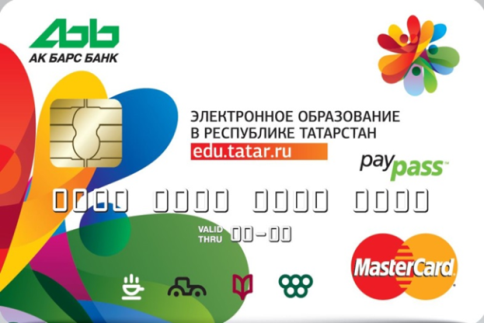 АК БАРС БАНК
ЭЛЕКТРОННОЕ ОБРАЗОВАНИЕ
В РЕСПУБЛИКЕ ТАТАРСТАН
edu.tatar.ru
paypass™
0000 0000 0000 0000
VALID
THRU 00-00
MasterCard